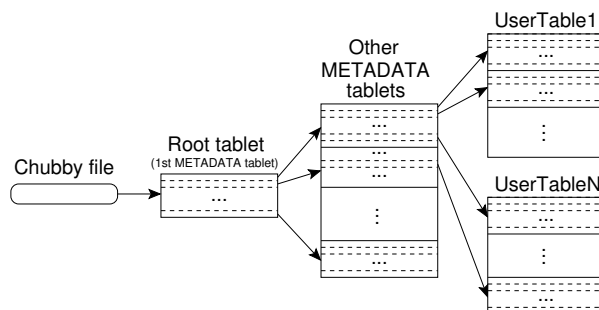 Chubby file
Root tablet
(1st METADATA tablet)
...
Other
METADATA
tablets
...
...
...
⋮
...
UserTable1
...
...
⋮
UserTableN
...
⋮
...